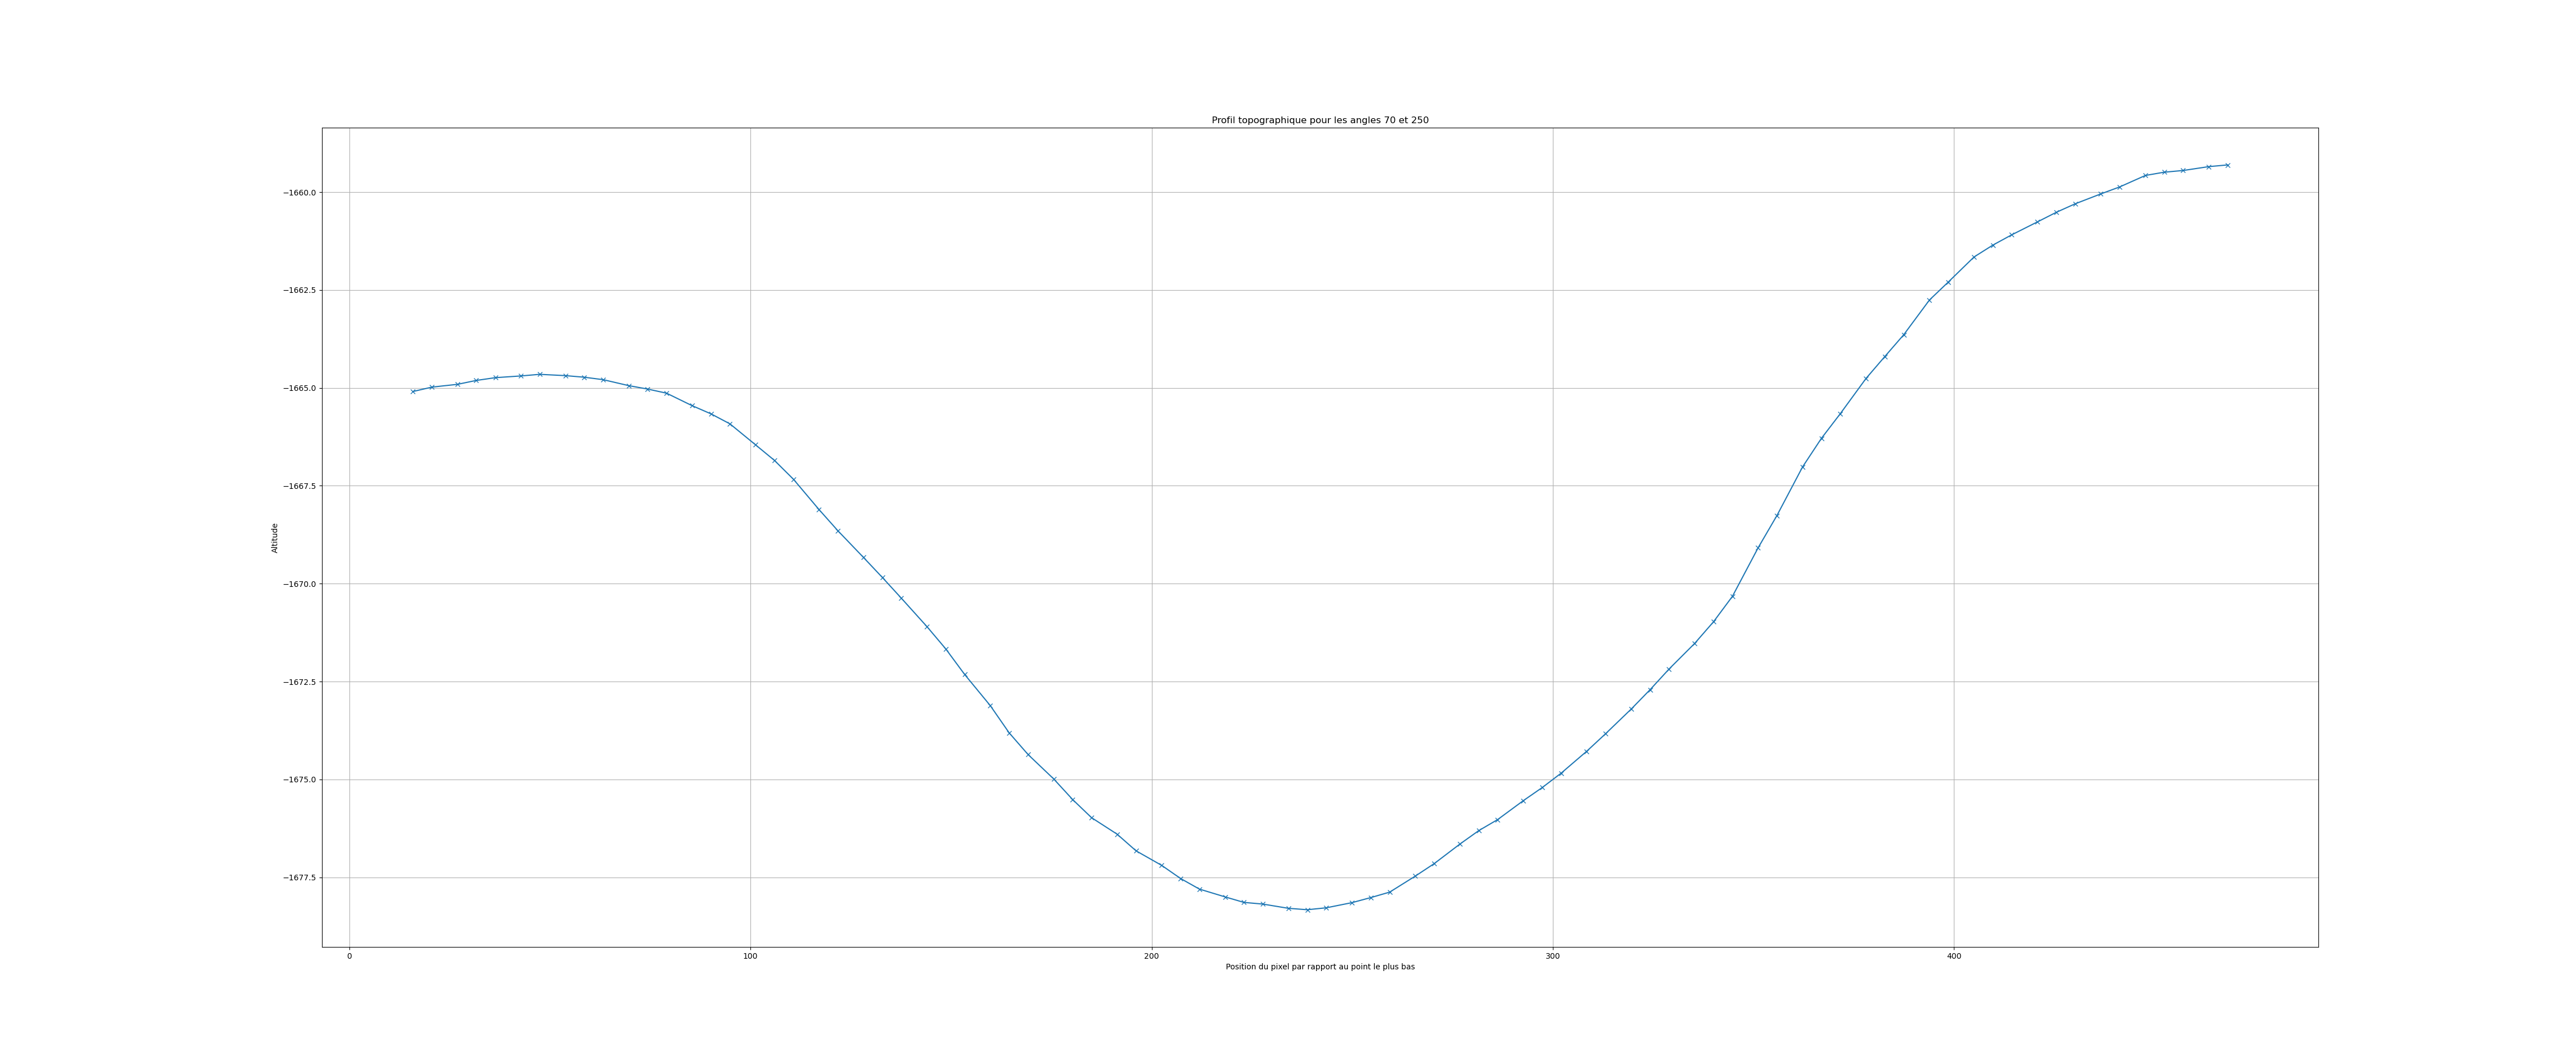 Profil topographique pour les angles 70 et 250
−1660.0
−1662.5
−1665.0
−1667.5
−1670.0
−1672.5
−1675.0
−1677.5
Altitude
0 100 200 300 400
Position du pixel par rapport au point le plus bas